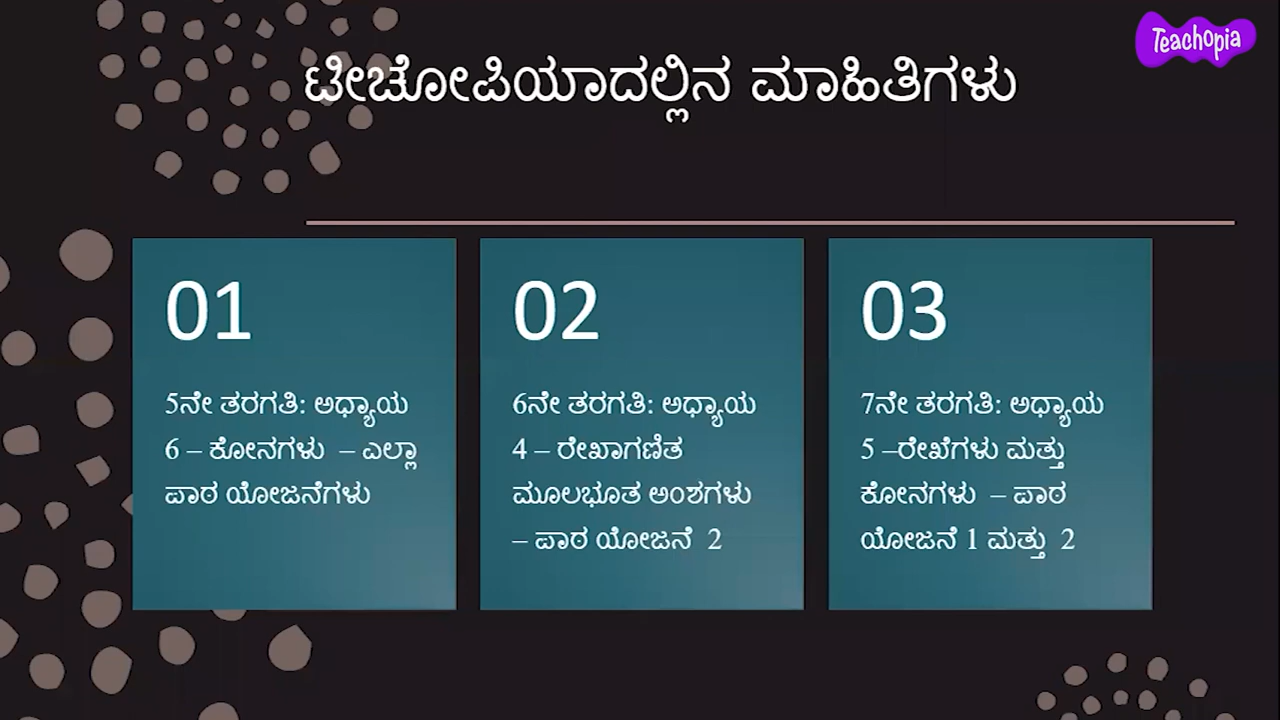 Teachopia
ಟೀಚೋಪಿಯಾದಲ್ಲಿನ ಮಾಹಿತಿಗಳು
01
5ನೇ ತರಗತಿ: ಅಧ್ಯಾಯ
6 – ಕೋನಗಳು – ಎಲ್ಲಾ
ಪಾಠ ಯೋಜನೆಗಳು
02
6ನೇ ತರಗತಿ: ಅಧ್ಯಾಯ
4 – ರೇಖಾಗಣಿತ
ಮೂಲಭೂತ ಅಂಶಗಳು
– ಪಾಠ ಯೋಜನೆ 2
03
7ನೇ ತರಗತಿ: ಅಧ್ಯಾಯ
5 –ರೇಖೆಗಳು ಮತ್ತು
ಕೋನಗಳು – ಪಾಠ
ಯೋಜನೆ 1 ಮತ್ತು 2